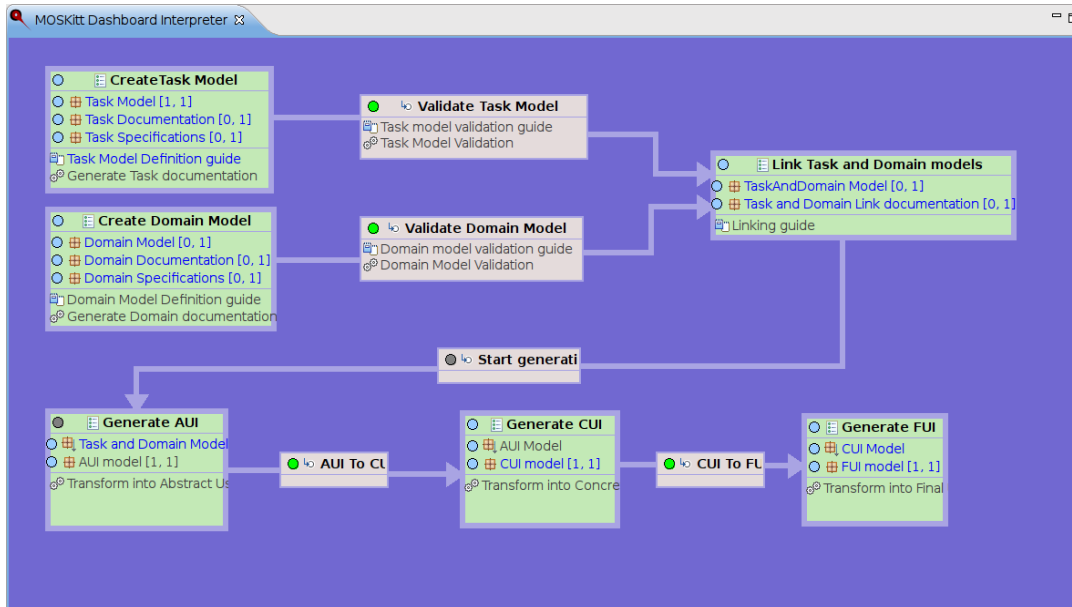 MOSKitt Dashboard Interpreter
CreateTask Model
Task Model [1, 1]
Task Documentation [0, 1]
Task Specifications [0, 1]
Task Model Definition guide
Generate Task documentation
Validate Task Model
Task model validation guide
Task Model Validation
Link Task and Domain models
TaskAndDomain Model [0, 1]
Task and Domain Link documentation [0, 1]
Linking guide
Create Domain Model
Domain Model [0, 1]
Domain Documentation [0, 1]
Domain Specifications [0, 1]
Domain Model Definition guide
Generate Domain documentation
Validate Domain Model
Domain model validation guide
Domain Model Validation
Start generati
Generate AUI
Task and Domain Model
AUI model [1, 1]
Transform into Abstract Us
AUI To CU
Generate CUI
AUI Model
CUI model [1, 1]
Transform into Concre
CUI To FU
Generate FUI
CUI Model
FUI model [1, 1]
Transform into Final